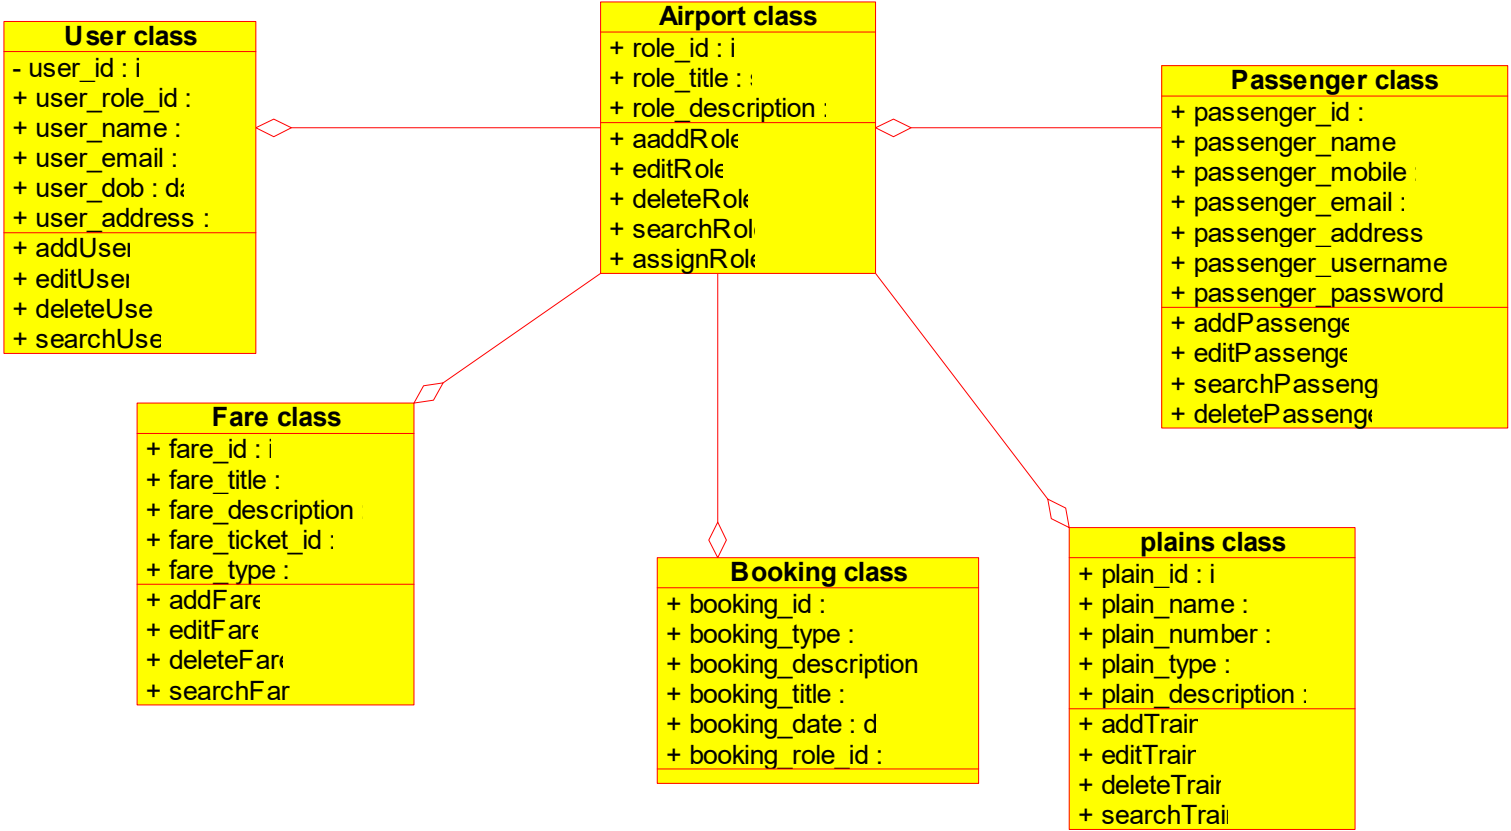 User class
- user_id : i
+ user_role_id :
+ user_name :
+ user_email :
+ user_dob : da
+ user_address :
+ addUser
+ editUser
+ deleteUse
+ searchUse
Airport class
+ role_id : i
+ role_title : s
+ role_description :
+ aaddRole
+ editRole
+ deleteRole
+ searchRol
+ assignRole
Passenger class
+ passenger_id :
+ passenger_name
+ passenger_mobile :
+ passenger_email :
+ passenger_address
+ passenger_username
+ passenger_password
+ addPassenge
+ editPassenge
+ searchPasseng
+ deletePassenge
Fare class
+ fare_id : i
+ fare_title :
+ fare_description :
+ fare_ticket_id :
+ fare_type :
+ addFare
+ editFare
+ deleteFare
+ searchFar
Booking class
+ booking_id :
+ booking_type :
+ booking_description
+ booking_title :
+ booking_date : d
+ booking_role_id :
plains class
+ plain_id : i
+ plain_name :
+ plain_number :
+ plain_type :
+ plain_description :
+ addTrain
+ editTrain
+ deleteTrain
+ searchTrai